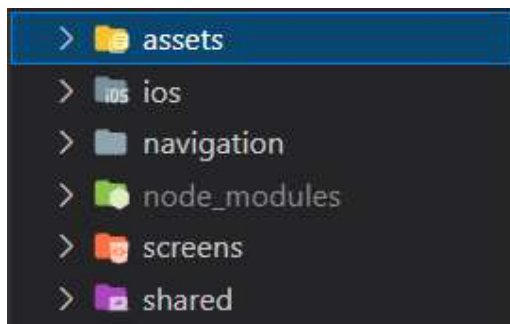 assets
ios
navigation
node_modules
screens
shared